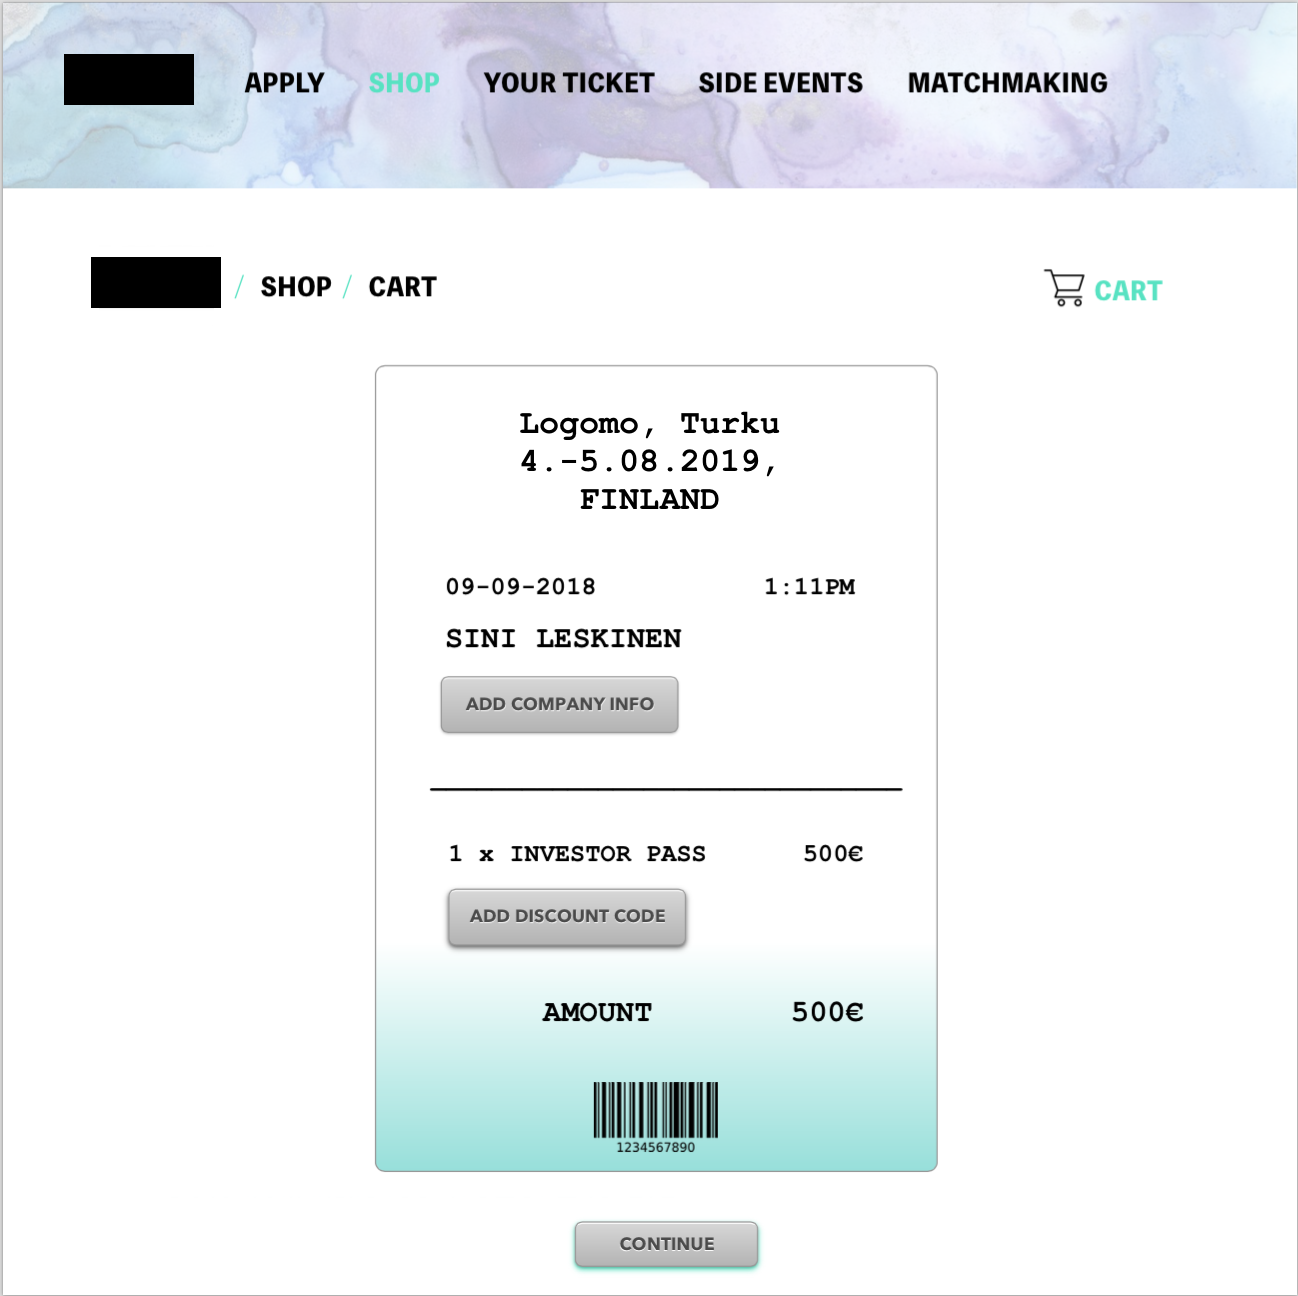 APPLY SHOP YOUR TICKET SIDE EVENTS MATCHMAKING
/ SHOP / CART
CART
Logomo, Turku
4.-5.08.2019,
FINLAND
09-09-2018 1:11PM
SINI LESKINEN
ADD COMPANY INFO
1 x INVESTOR PASS 500€
ADD DISCOUNT CODE
AMOUNT 500€
1234567890
CONTINUE